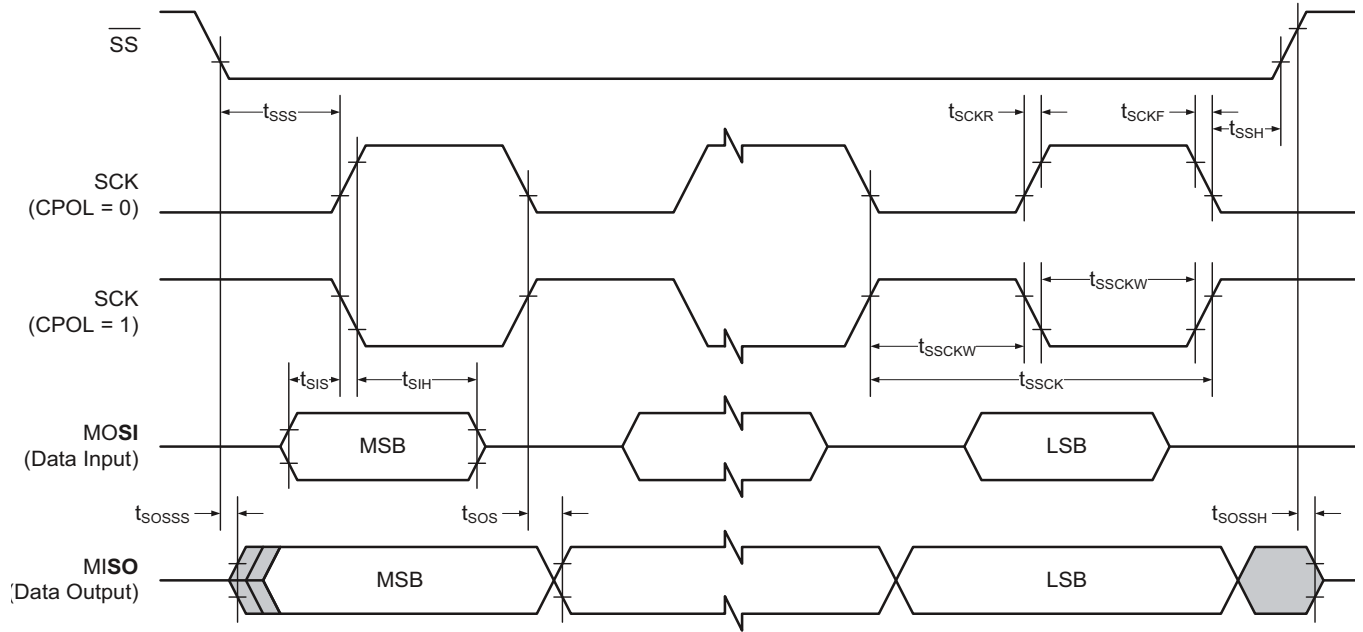 SS
tSSS
tSCKR
tSCKF
tSSH
SCK
(CPOL = 0)
SCK
(CPOL = 1)
tSSCKW
tSSCKW
tSIS
tSIH
tSSCK
MOSI
(Data Input)
MSB
LSB
tSOSSS
tSOS
tSOSSH
MISO
(Data Output)
MSB
LSB